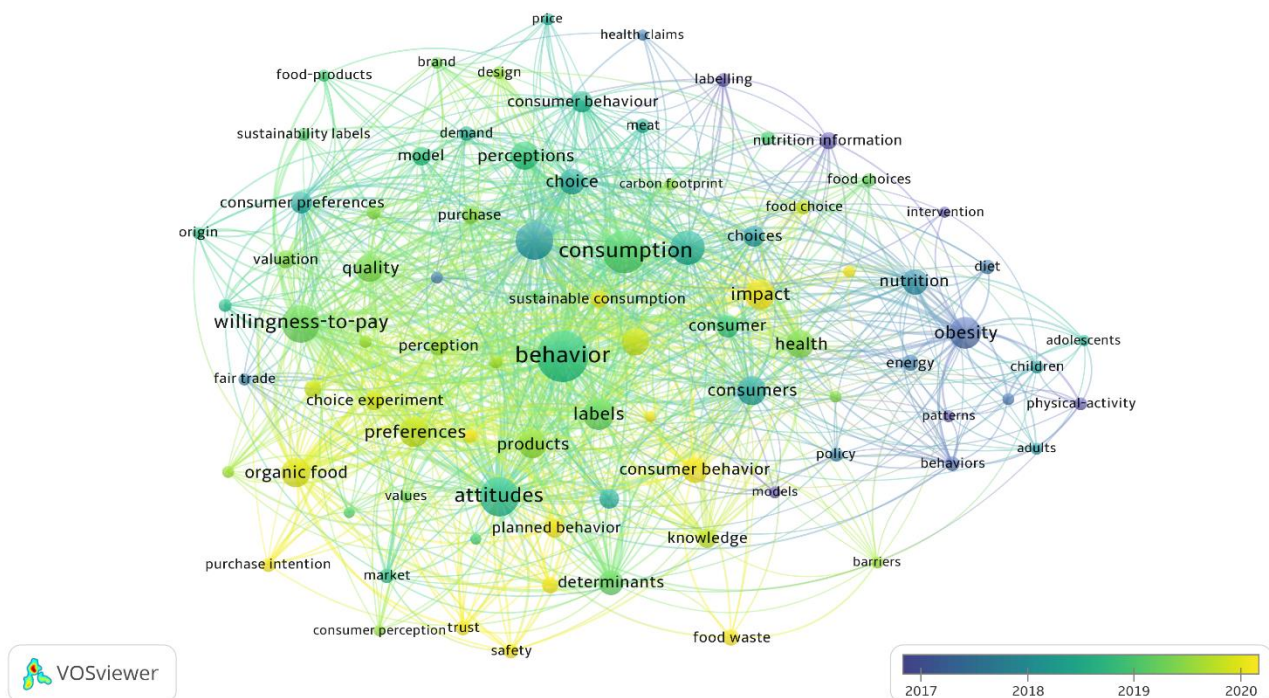 price
health claims
brand
design
food-products
labelling
consumer behaviour
sustainability labels
demand
meat
nutrition information
model
perceptions
choice
carbon footprint
food choices
consumer preferences
purchase
food choice
intervention
origin
choices
consumption
valuation
quality
diet
nutrition
sustainable consumption
impact
willingness-to-pay
consumer
obesity
adolescents
perception
behavior
health
energy
children
fair trade
choice experiment
consumers
physical-activity
labels
patterns
preferences
products
adults
policy
organic food
consumer behavior
behaviors
values
attitudes
models
planned behavior
knowledge
purchase intention
market
determinants
barriers
consumer perception
trust
safety
food waste
VOSviewer
2017
2018
2019
2020